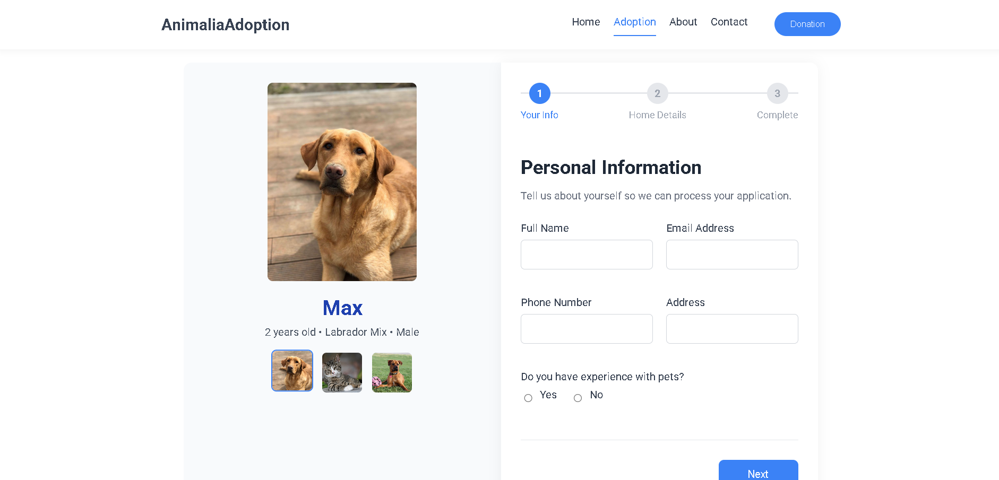 AnimaliaAdoption
Home Adoption About Contact Donation
Max
2 years old • Labrador Mix • Male
1 2 3
Your Info Home Details Complete
Personal Information
Tell us about yourself so we can process your application.
Full Name Email Address
Phone Number Address
Do you have experience with pets?
Yes No
Next